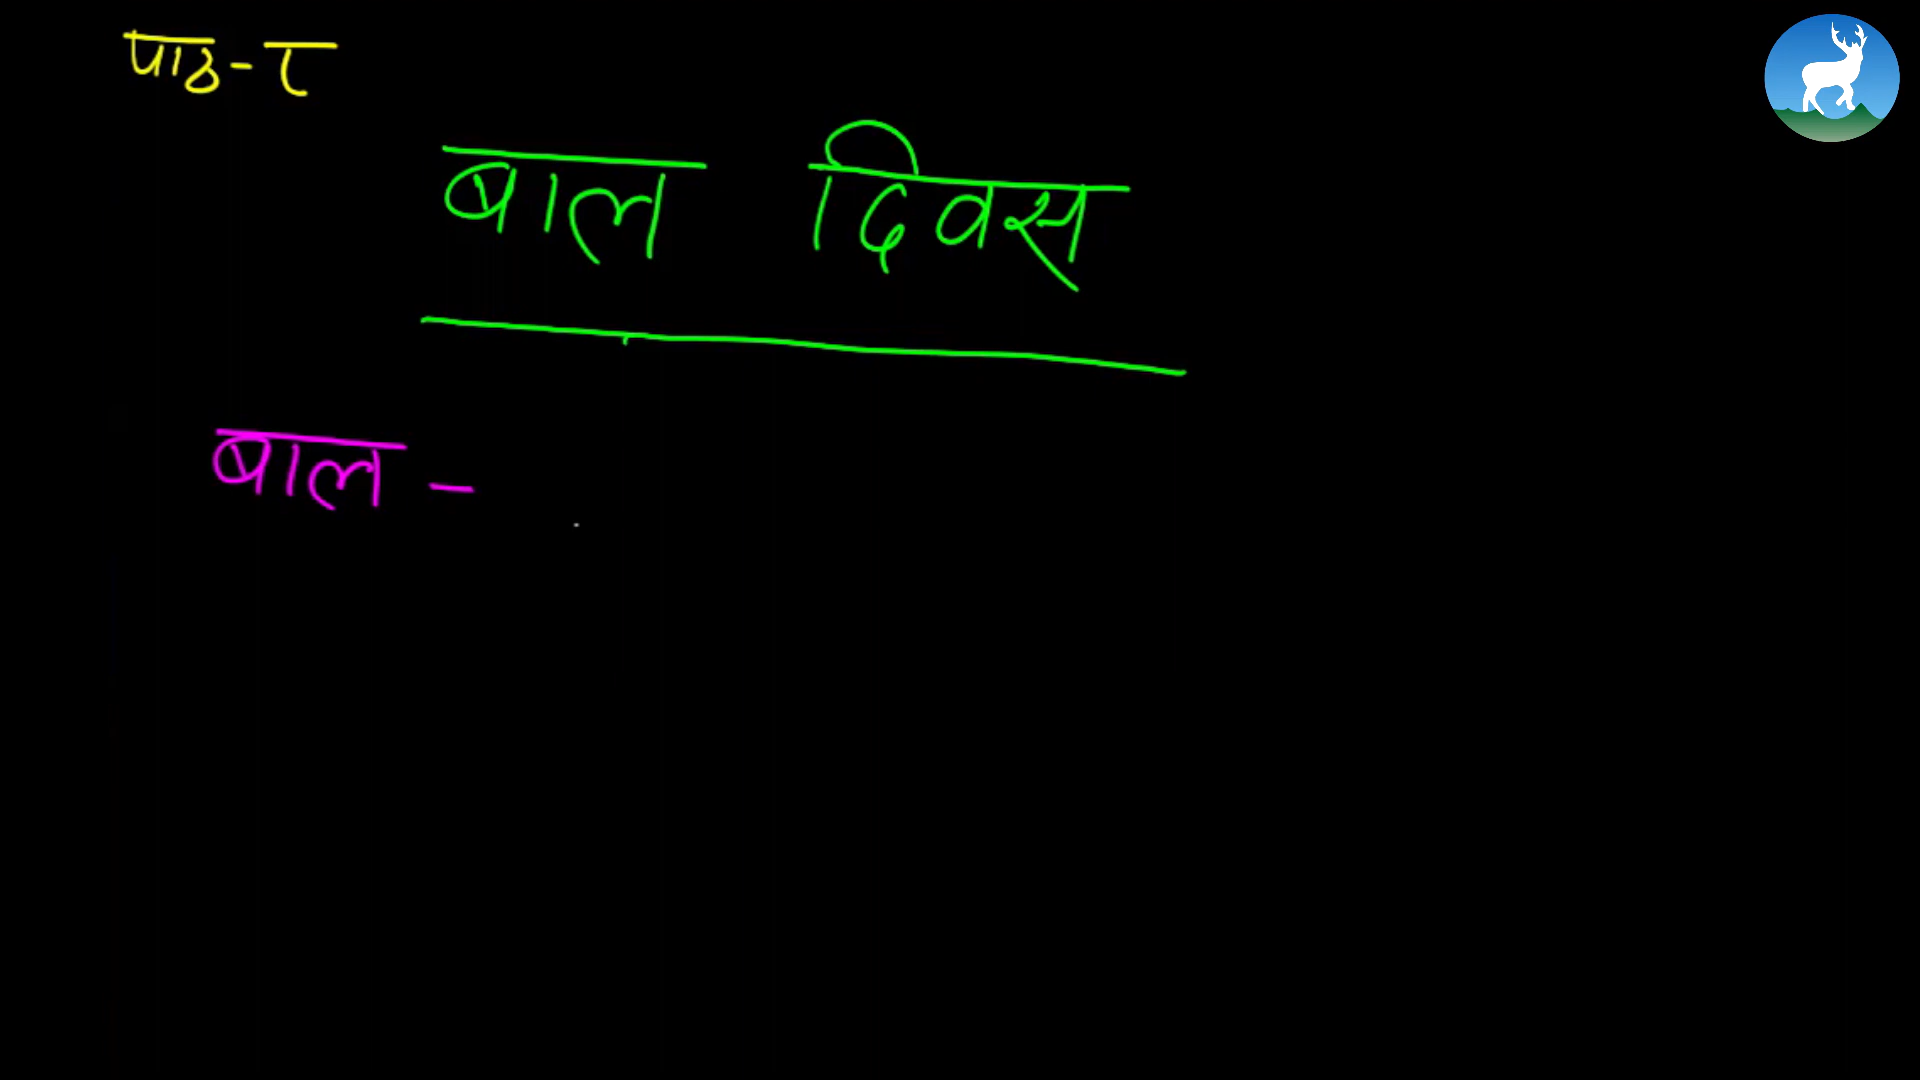 पाठ-८
बाल दिवस
बाल -